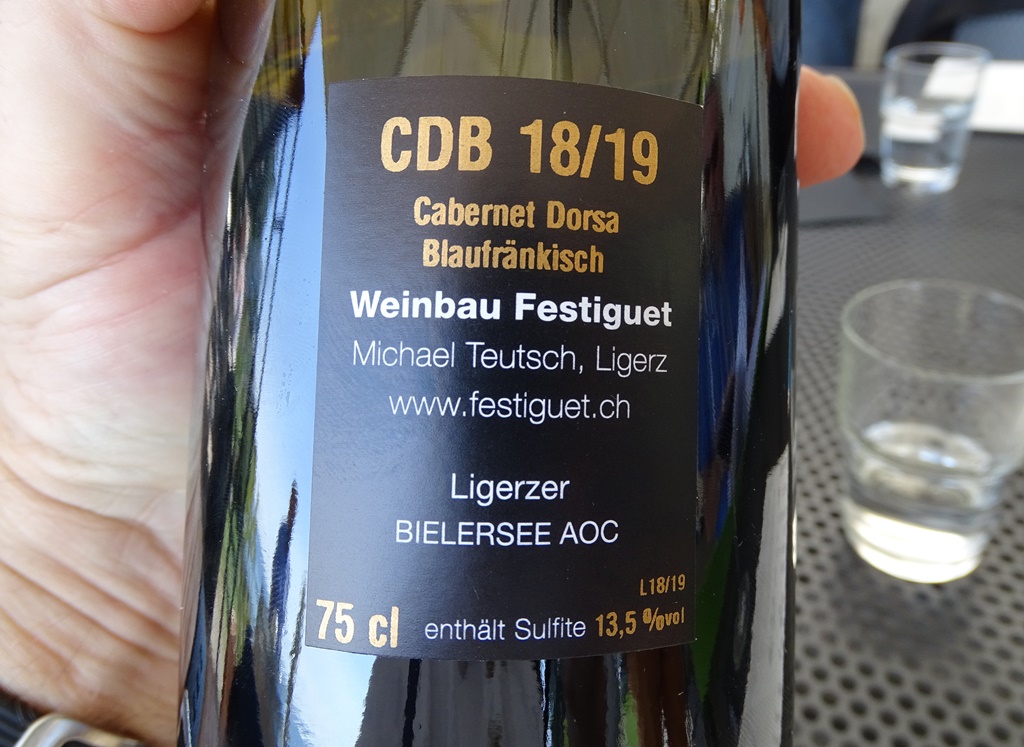 CDB 18/19
Cabernet Dorsa
Blaufränkisch
Weinbau Festiguet
Michael Teutsch, Ligerz
www.festiguet.ch
Ligerzer
BIELERSEE AOC
L18/19
75 cl enthält Sulfite 13,5 %vol